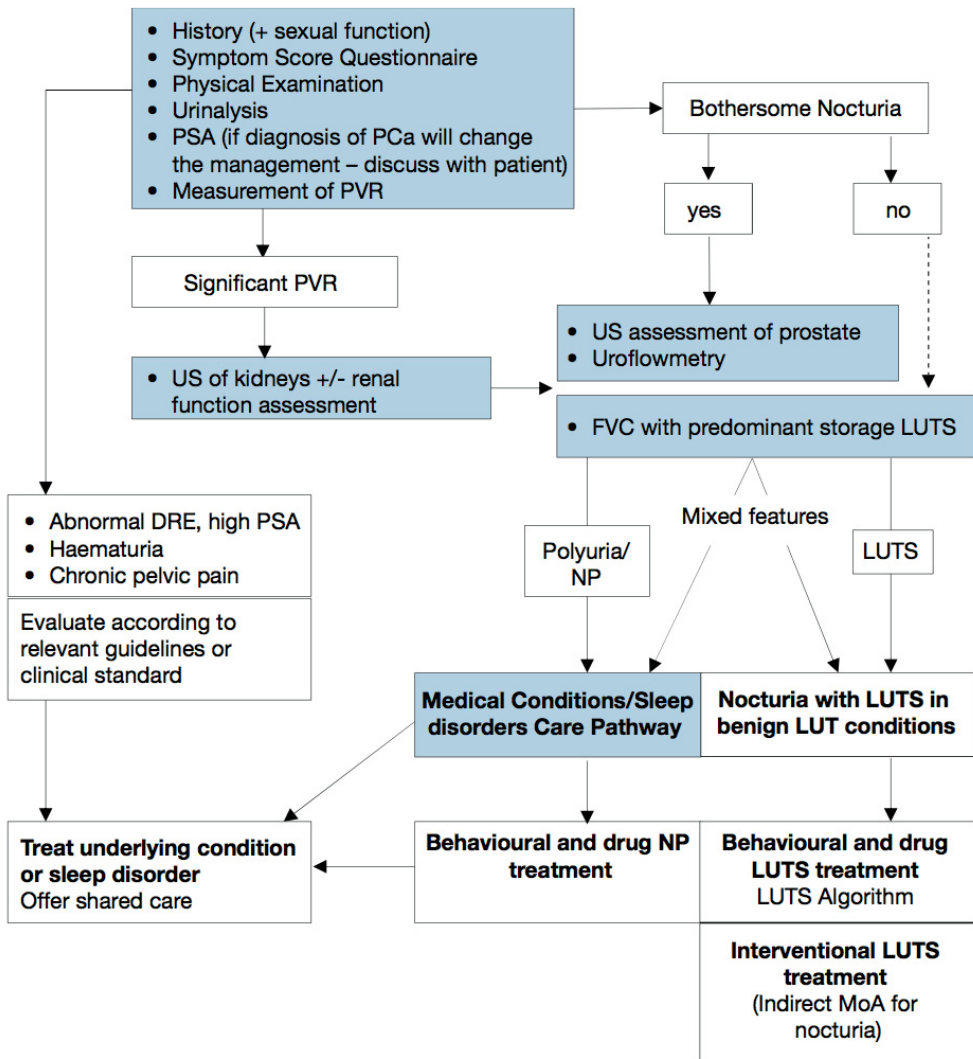 • History (+ sexual function)
• Symptom Score Questionnaire
• Physical Examination
• Urinalysis
• PSA (if diagnosis of PCa will change
the management – discuss with patient)
• Measurement of PVR
Bothersome Nocturia
yes
no
Significant PVR
• US assessment of prostate
• Uroflowmetry
• US of kidneys +/- renal
function assessment
• FVC with predominant storage LUTS
• Abnormal DRE, high PSA
• Haematuria
• Chronic pelvic pain
Evaluate according to
relevant guidelines or
clinical standard
Polyuria/
NP
Mixed features
LUTS
Medical Conditions/Sleep
disorders Care Pathway
Nocturia with LUTS in
benign LUT conditions
Treat underlying condition
or sleep disorder
Offer shared care
Behavioural and drug NP
treatment
Behavioural and drug
LUTS treatment
LUTS Algorithm
Interventional LUTS
treatment
(Indirect MoA for
nocturia)